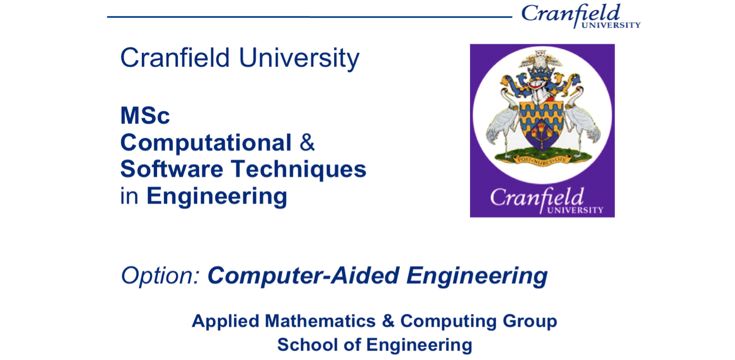 Cranfield
UNIVERSITY
Cranfield University
MSc
Computational &
Software Techniques
in Engineering
Cranfield
UNIVERSITY
Option: Computer-Aided Engineering
Applied Mathematics & Computing Group
School of Engineering